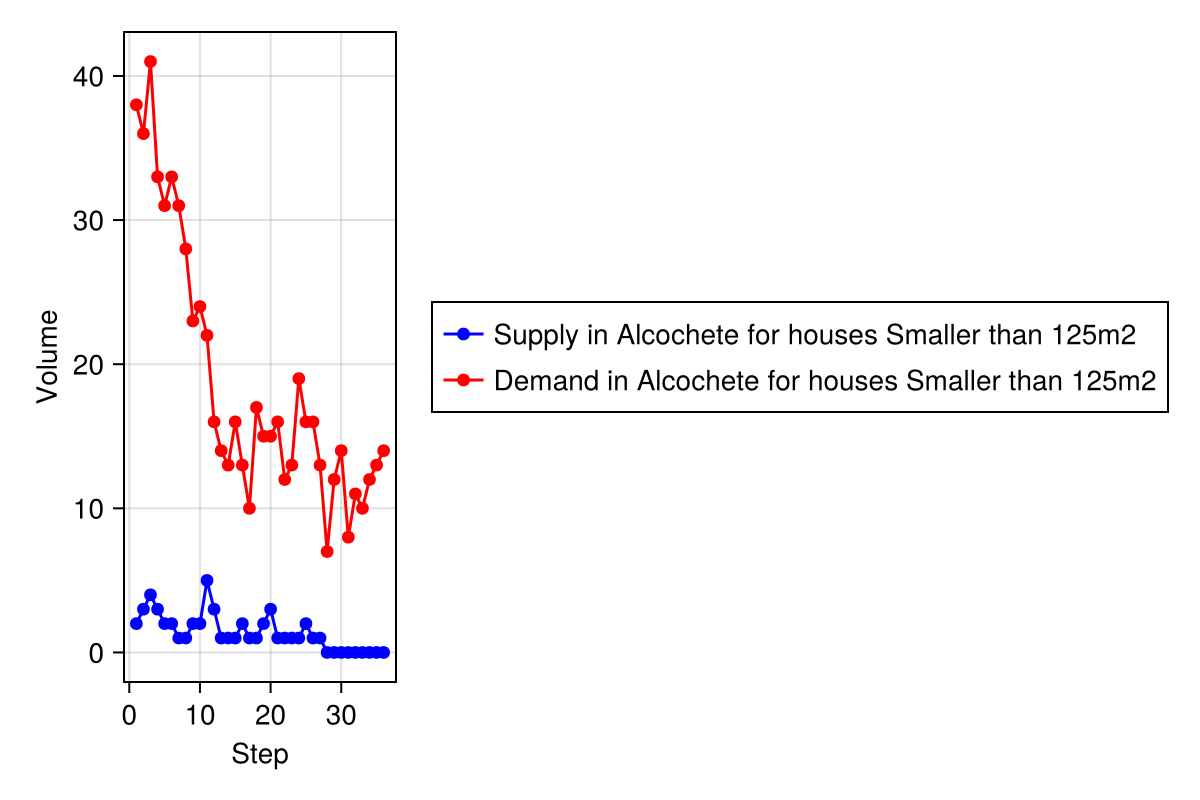 40
30
20
10
0
Volume
0 10 20 30
Step
Supply in Alcochete for houses Smaller than 125m2
Demand in Alcochete for houses Smaller than 125m2